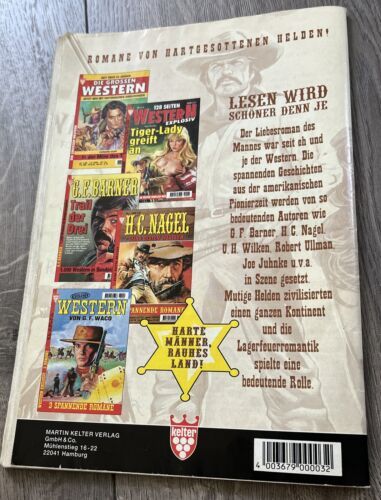 ROMANE VON HARTGESOTTENEN HELDEN!
DIE GROSSEN
WESTERN
128 SEITEN
WESTERN
EXPLOSIV
Tiger-Lady
greift
an
G.F. BARNER
Trail
der
Drei
H.C. NAGEL
WESTERN
VON G. F. WACO
3 SPANNENDE ROMANE
LESEN WIRD
SCHÖNER DENN JE
Der Liebesroman des
Mannes war seit eh und
je der Western. Die
spannenden Geschichten
aus der amerikanischen
Pionierzeit werden von so
bedeutenden Autoren wie
G. F. Barner, H.C. Nagel,
U.H. Wilken, Robert Ullman,
Joe Juhnke u.v.a.
in Szene gesetzt.
Mutige Helden zivilisierten
einen ganzen Kontinent
und die
Lagerfeuerromantik
spielte eine
bedeutende Rolle.
HARTE
MÄNNER,
RAUHES
LAND!
MARTIN KELTER VERLAG
GmbH & Co.
Mühlenstieg 16-22
22041 Hamburg
kelter
4 003679 000032